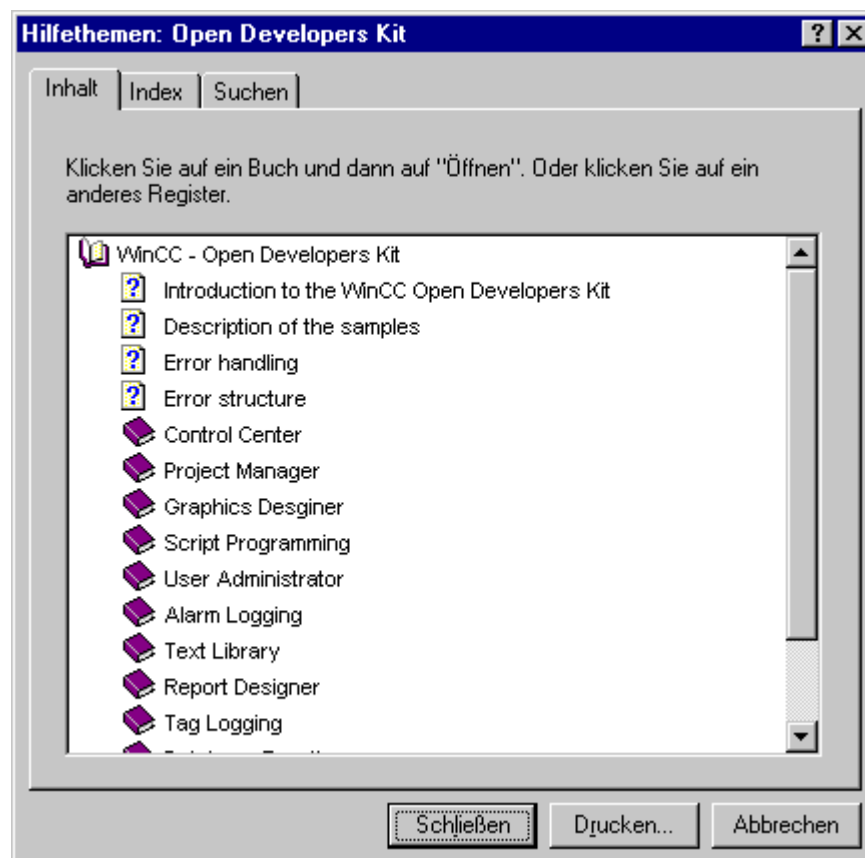 Hilfethemen: Open Developers Kit
Inhalt Index Suchen
Klicken Sie auf ein Buch und dann auf "Öffnen". Oder klicken Sie auf ein
anderes Register.
WinCC - Open Developers Kit
Introduction to the WinCC Open Developers Kit
Description of the samples
Error handling
Error structure
Control Center
Project Manager
Graphics Desginer
Script Programming
User Administrator
Alarm Logging
Text Library
Report Designer
Tag Logging
Schließen Drucken... Abbrechen